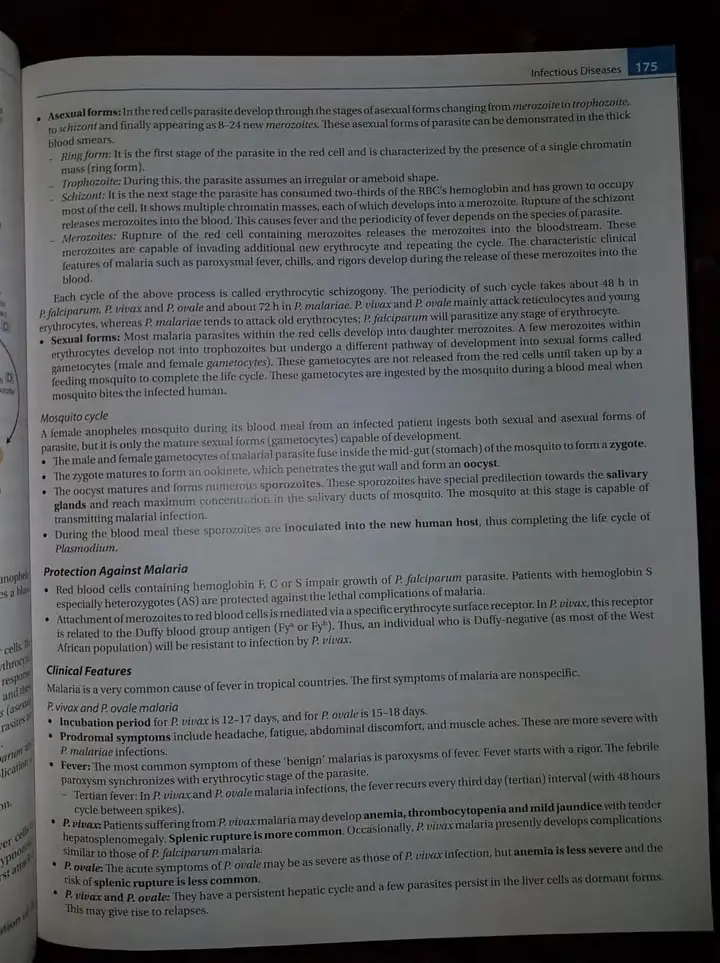 Infectious Diseases 175
• Asexual forms: In the red cells parasite develop through the stages of asexual forms changing from merozoite to trophozoite,
to schizont and finally appearing as 8–24 new merozoites. These asexual forms of parasite can be demonstrated in the thick
blood smears.
– Ring form: It is the first stage of the parasite in the red cell and is characterized by the presence of a single chromatin
mass (ring form).
– Trophozoite: During this, the parasite assumes an irregular or ameboid shape.
– Schizont: It is the next stage the parasite has consumed two-thirds of the RBC's hemoglobin and has grown to occupy
most of the cell. It shows multiple chromatin masses, each of which develops into a merozoite. Rupture of the schizont
releases merozoites into the blood. This causes fever and the periodicity of fever depends on the species of parasite.
– Merozoites: Rupture of the red cell containing merozoites releases the merozoites into the bloodstream. These
merozoites are capable of invading additional new erythrocyte and repeating the cycle. The characteristic clinical
features of malaria such as paroxysmal fever, chills, and rigors develop during the release of these merozoites into the
blood.
Each cycle of the above process is called erythrocytic schizogony. The periodicity of such cycle takes about 48 h in
P. falciparum, P. vivax and P. ovale and about 72 h in P. malariae. P. vivax and P. ovale mainly attack reticulocytes and young
erythrocytes, whereas P. malariae tends to attack old erythrocytes; P. falciparum will parasitize any stage of erythrocyte.
• Sexual forms: Most malaria parasites within the red cells develop into daughter merozoites. A few merozoites within
erythrocytes develop not into trophozoites but undergo a different pathway of development into sexual forms called
gametocytes (male and female gametocytes). These gametocytes are not released from the red cells until taken up by a
feeding mosquito to complete the life cycle. These gametocytes are ingested by the mosquito during a blood meal when
mosquito bites the infected human.
Mosquito cycle
A female anopheles mosquito during its blood meal from an infected patient ingests both sexual and asexual forms of
parasite, but it is only the mature sexual forms (gametocytes) capable of development.
• The male and female gametocytes of malarial parasite fuse inside the mid-gut (stomach) of the mosquito to form a zygote.
• The zygote matures to form an ookinete, which penetrates the gut wall and form an oocyst.
• The oocyst matures and forms numerous sporozoites. These sporozoites have special predilection towards the salivary
glands and reach maximum concentration in the salivary ducts of mosquito. The mosquito at this stage is capable of
transmitting malarial infection.
• During the blood meal these sporozoites are inoculated into the new human host, thus completing the life cycle of
Plasmodium.
Protection Against Malaria
• Red blood cells containing hemoglobin F, C or S impair growth of P. falciparum parasite. Patients with hemoglobin S
especially heterozygotes (AS) are protected against the lethal complications of malaria.
• Attachment of merozoites to red blood cells is mediated via a specific erythrocyte surface receptor. In P. vivax, this receptor
is related to the Duffy blood group antigen (Fyᵃ or Fyᵇ). Thus, an individual who is Duffy-negative (as most of the West
African population) will be resistant to infection by P. vivax.
Clinical Features
Malaria is a very common cause of fever in tropical countries. The first symptoms of malaria are nonspecific.
P. vivax and P. ovale malaria
• Incubation period for P. vivax is 12–17 days, and for P. ovale is 15–18 days.
• Prodromal symptoms include headache, fatigue, abdominal discomfort, and muscle aches. These are more severe with
P. malariae infections.
• Fever: The most common symptom of these 'benign' malarias is paroxysms of fever. Fever starts with a rigor. The febrile
paroxysm synchronizes with erythrocytic stage of the parasite.
– Tertian fever: In P. vivax and P. ovale malaria infections, the fever recurs every third day (tertian) interval (with 48 hours
cycle between spikes).
• P. vivax: Patients suffering from P. vivax malaria may develop anemia, thrombocytopenia and mild jaundice with tender
hepatosplenomegaly. Splenic rupture is more common. Occasionally, P. vivax malaria presently develops complications
similar to those of P. falciparum malaria.
• P. ovale: The acute symptoms of P. ovale may be as severe as those of P. vivax infection, but anemia is less severe and the
risk of splenic rupture is less common.
• P. vivax and P. ovale: They have a persistent hepatic cycle and a few parasites persist in the liver cells as dormant forms.
This may give rise to relapses.